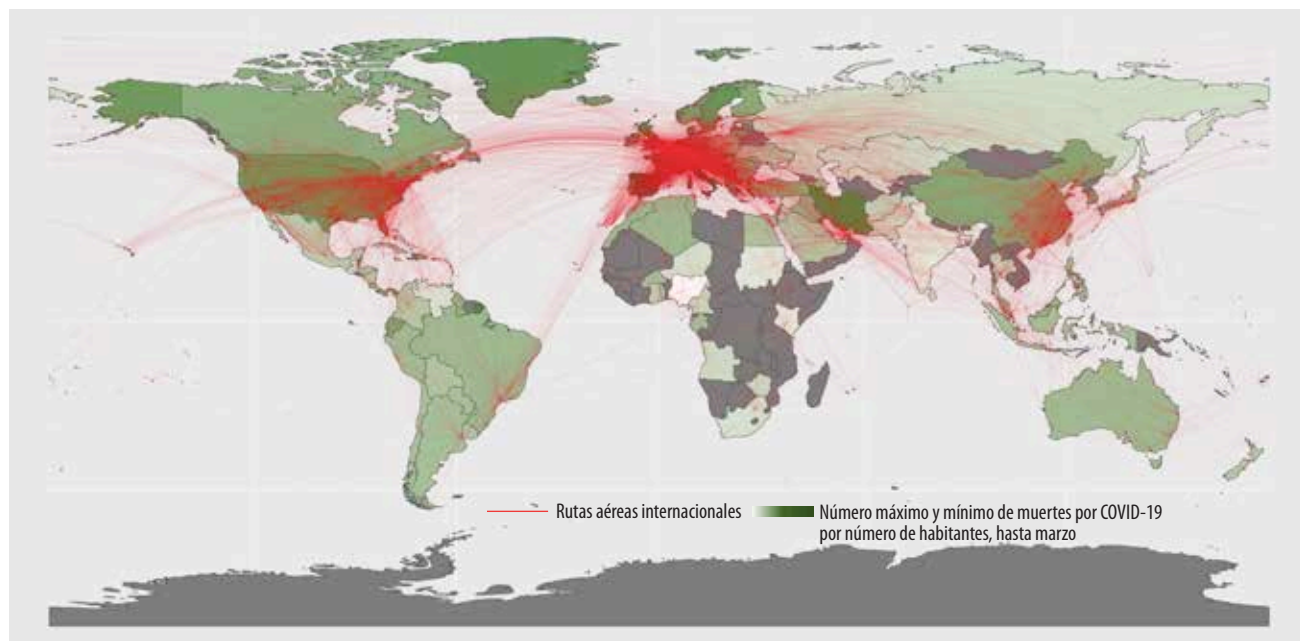 Rutas aéreas internacionales
Número máximo y mínimo de muertes por COVID-19
por número de habitantes, hasta marzo